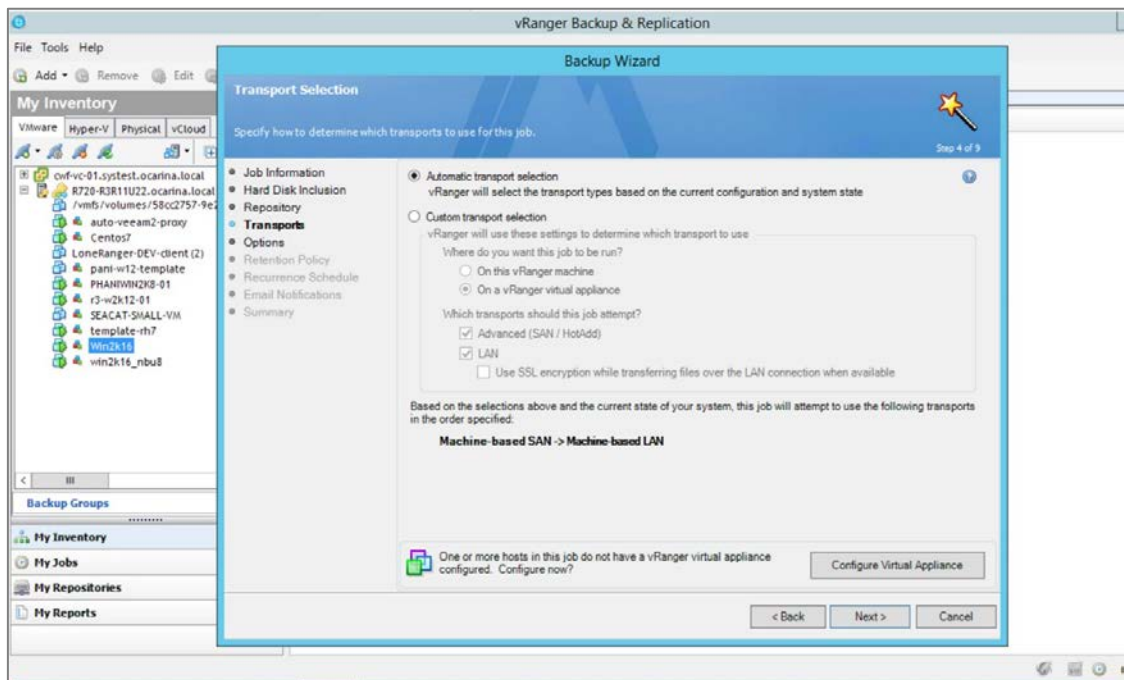 vRanger Backup & Replication
File Tools Help
Add Remove Edit
My Inventory
VMware Hyper-V Physical vCloud
cwf-vc-01.systest.ocarina.local
R720-R3R11U22.ocarina.local
/vmfs/volumes/58cc2757-9e2
auto-veeam2-proxy
Centos7
LoneRanger-DEV-client (2)
pani-w12-template
PHANIWIN2K8-01
r3-w2k12-01
SEACAT-SMALL-VM
template-rh7
Win2k16
win2k16_nbu8
Backup Groups
My Inventory
My Jobs
My Repositories
My Reports
Backup Wizard
Transport Selection
Specify how to determine which transports to use for this job.
Step 4 of 9
Job Information
Hard Disk Inclusion
Repository
Transports
Options
Retention Policy
Recurrence Schedule
Email Notifications
Summary
Automatic transport selection
vRanger will select the transport types based on the current configuration and system state
Custom transport selection
vRanger will use these settings to determine which transport to use
Where do you want this job to be run?
On this vRanger machine
On a vRanger virtual appliance
Which transports should this job attempt?
Advanced (SAN / HotAdd)
LAN
Use SSL encryption while transferring files over the LAN connection when available
Based on the selections above and the current state of your system, this job will attempt to use the following transports
in the order specified:
Machine-based SAN -> Machine-based LAN
One or more hosts in this job do not have a vRanger virtual appliance
configured. Configure now?
Configure Virtual Appliance
< Back Next > Cancel